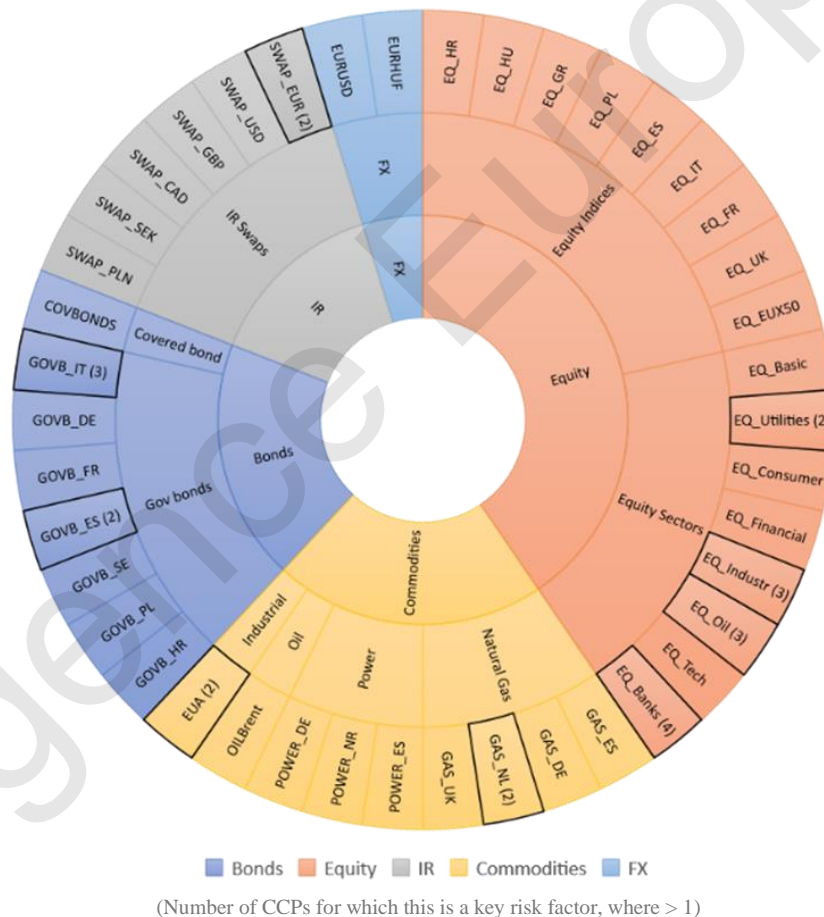 EURUSD
EURHUF
EQ_HR
EQ_HU
EQ_GR
EQ_PL
EQ_ES
EQ_IT
EQ_FR
EQ_UK
EQ_EUX50
EQ_Basic
EQ_Utilities (2
EQ_Consumer
EQ_Financial
EQ_Industr (3)
EQ_Oil (3)
EQ_Tech
EQ_Banks (4)
GAS_ES
GAS_DE
GAS_NL (2)
GAS_UK
POWER_ES
POWER_NR
POWER_DE
OILBrent
EUA (2)
GOVB_HR
GOVB_PL
GOVB_SE
GOVB_ES (2)
GOVB_FR
GOVB_DE
GOVB_IT (3)
COVBONDS
SWAP_PLN
SWAP_SEK
SWAP_CAD
SWAP_GBP
SWAP_USD
SWAP_EUR (2)
FX
Equity Indices
Equity Sectors
Natural Gas
Power
Oil
Industrial
Gov bonds
Covered bond
IR Swaps
FX
Equity
Commodities
Bonds
IR
Bonds Equity IR Commodities FX
(Number of CCPs for which this is a key risk factor, where > 1)
gence Europ